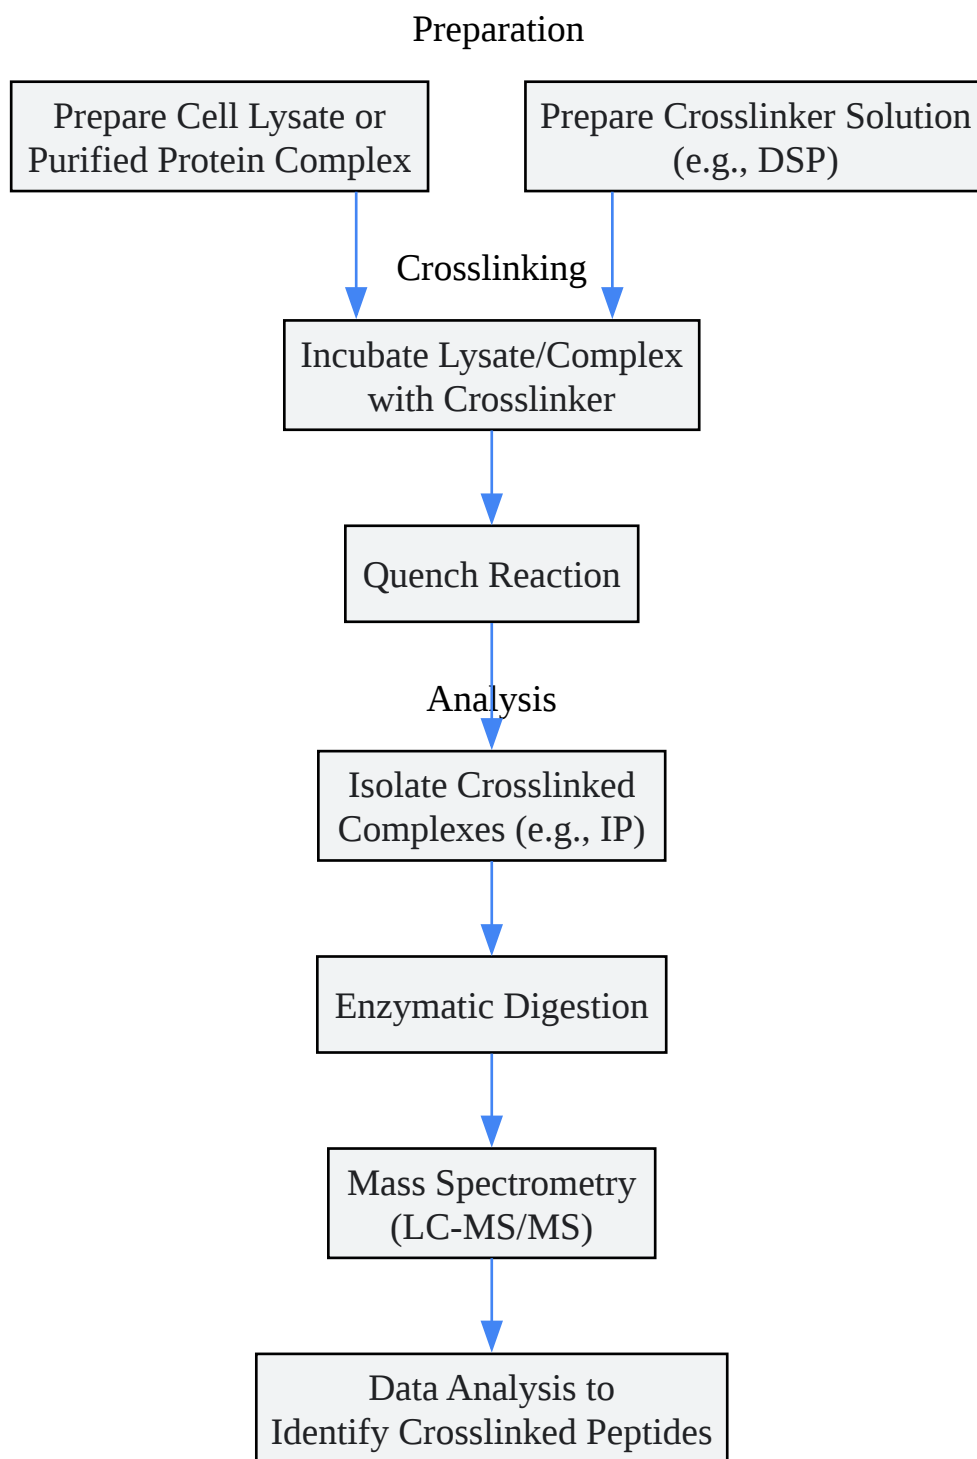 Preparation
Prepare Cell Lysate or
Purified Protein Complex
Prepare Crosslinker Solution
(e.g., DSP)
Crosslinking
Incubate Lysate/Complex
with Crosslinker
Quench Reaction
Analysis
Isolate Crosslinked
Complexes (e.g., IP)
Enzymatic Digestion
Mass Spectrometry
(LC-MS/MS)
Data Analysis to
Identify Crosslinked Peptides